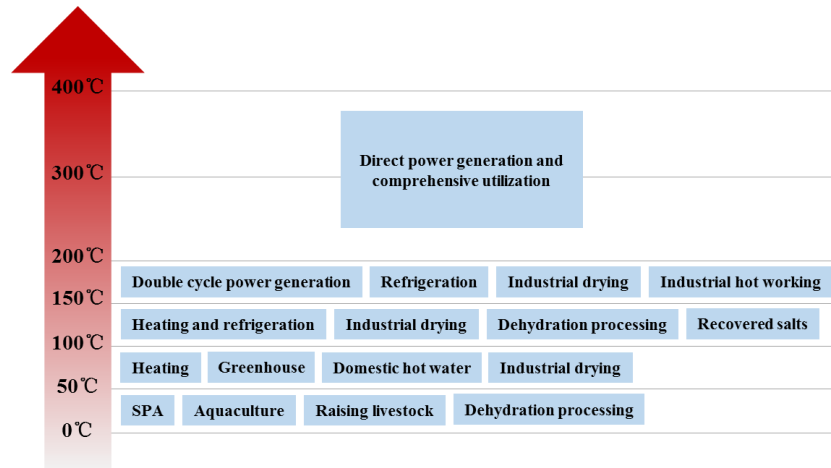 400℃
Direct power generation and
comprehensive utilization
300℃
200℃
Double cycle power generation
Refrigeration
Industrial drying
Industrial hot working
150℃
Heating and refrigeration
Industrial drying
Dehydration processing
Recovered salts
100℃
Heating
Greenhouse
Domestic hot water
Industrial drying
50℃
SPA
Aquaculture
Raising livestock
Dehydration processing
0℃